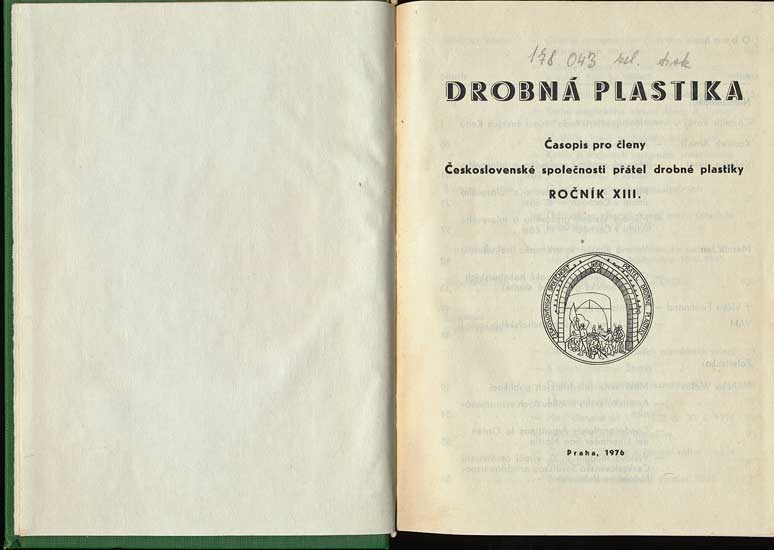 178 043
DROBNÁ PLASTIKA
Časopis pro členy
Československé společnosti přátel drobné plastiky
ROČNÍK XIII.
Praha, 1976